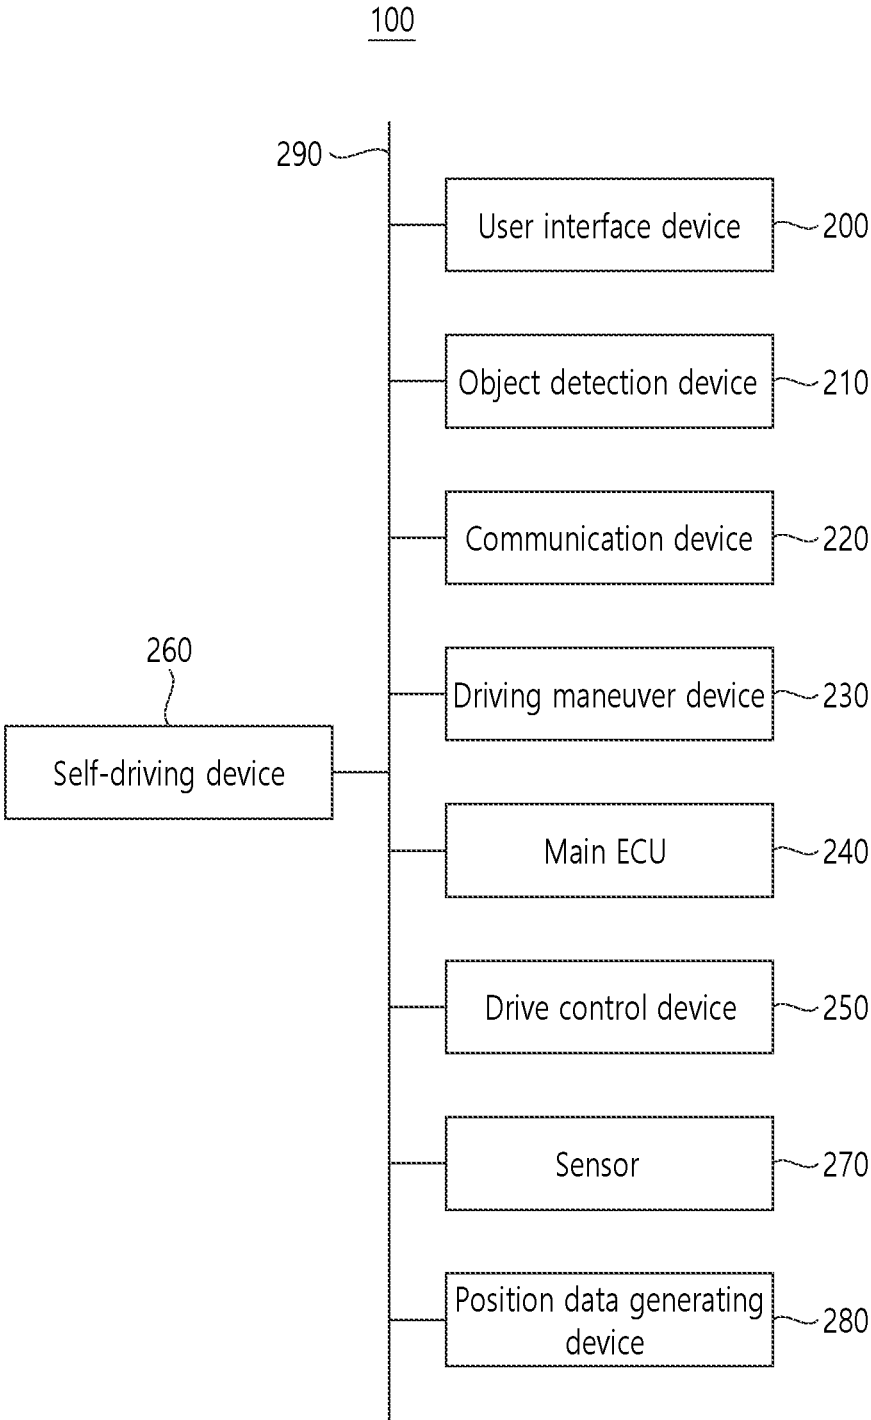 100
290
User interface device
200
Object detection device
210
Communication device
220
260
Driving maneuver device
230
Self-driving device
Main ECU
240
Drive control device
250
Sensor
270
Position data generating
device
280